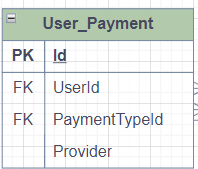 User_Payment
PK Id
FK UserId
FK PaymentTypeId
Provider